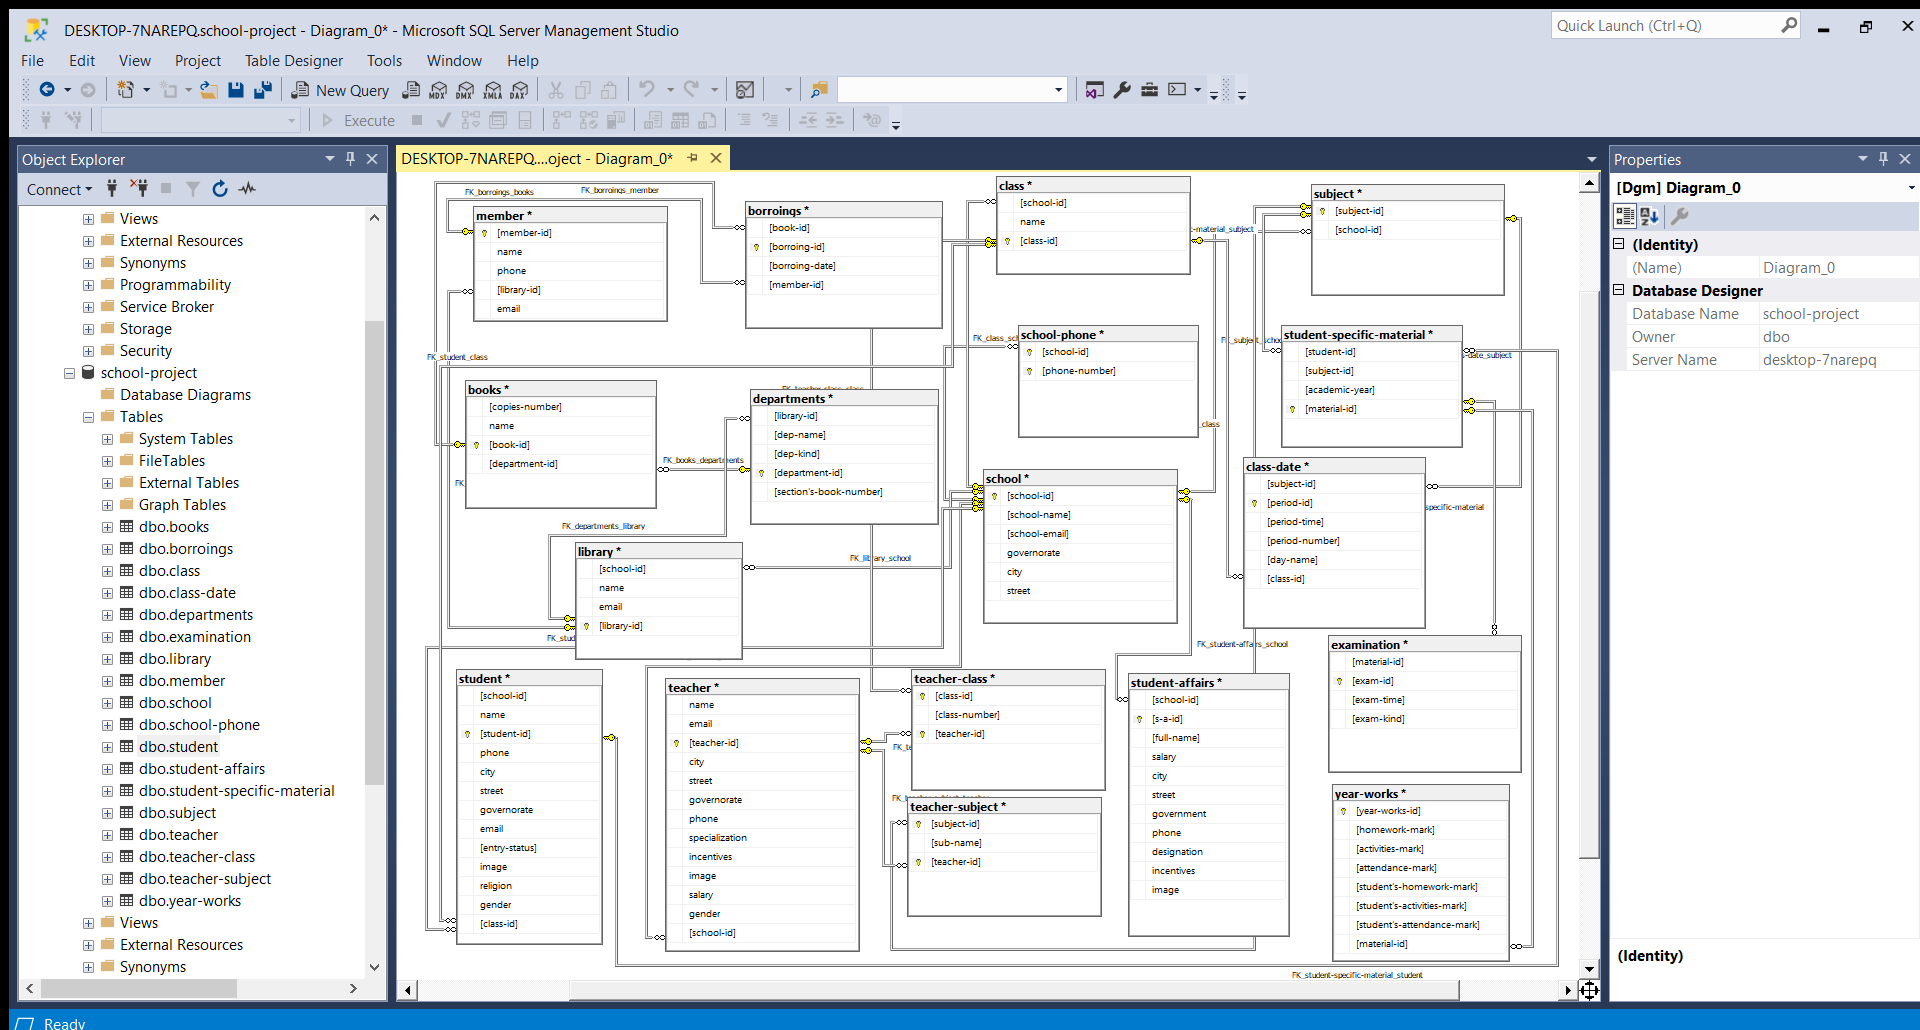 DESKTOP-7NAREPQ.school-project - Diagram_0* - Microsoft SQL Server Management Studio
Quick Launch (Ctrl+Q)
File Edit View Project Table Designer Tools Window Help
New Query
MDX DMX XMLA DAX
Execute
Object Explorer
Connect
Views
External Resources
Synonyms
Programmability
Service Broker
Storage
Security
school-project
Database Diagrams
Tables
System Tables
FileTables
External Tables
Graph Tables
dbo.books
dbo.borroings
dbo.class
dbo.class-date
dbo.departments
dbo.examination
dbo.library
dbo.member
dbo.school
dbo.school-phone
dbo.student
dbo.student-affairs
dbo.student-specific-material
dbo.subject
dbo.teacher
dbo.teacher-class
dbo.teacher-subject
dbo.year-works
Views
External Resources
Synonyms
DESKTOP-7NAREPQ....oject - Diagram_0*
FK_borroings_books
FK_borroings_member
member *
[member-id]
name
phone
[library-id]
email
borroings *
[book-id]
[borroing-id]
[borroing-date]
[member-id]
class *
[school-id]
name
[class-id]
c-material_subject
subject *
[subject-id]
[school-id]
FK_student_class
FK_class_sch
school-phone *
[school-id]
[phone-number]
FK_subject_schoo
student-specific-material *
[student-id]
[subject-id]
[academic-year]
[material-id]
s-date_subject
books *
[copies-number]
name
[book-id]
[department-id]
FK
FK_teacher_class_class
departments *
[library-id]
[dep-name]
[dep-kind]
[department-id]
[section's-book-number]
FK_books_departments
_class
school *
[school-id]
[school-name]
[school-email]
governorate
city
street
class-date *
[subject-id]
[period-id]
[period-time]
[period-number]
[day-name]
[class-id]
specific-material
FK_departments_library
library *
[school-id]
name
email
[library-id]
FK_library_school
FK_stud
FK_student-affairs_school
examination *
[material-id]
[exam-id]
[exam-time]
[exam-kind]
student *
[school-id]
name
[student-id]
phone
city
street
governorate
email
[entry-status]
image
religion
gender
[class-id]
teacher *
name
email
[teacher-id]
city
street
governorate
phone
specialization
incentives
image
salary
gender
[school-id]
teacher-class *
[class-id]
[class-number]
[teacher-id]
FK_te
teacher-subject *
[subject-id]
[sub-name]
[teacher-id]
student-affairs *
[school-id]
[s-a-id]
[full-name]
salary
city
street
government
phone
designation
incentives
image
year-works *
[year-works-id]
[homework-mark]
[activities-mark]
[attendance-mark]
[student's-homework-mark]
[student's-activities-mark]
[student's-attendance-mark]
[material-id]
FK_student-specific-material_student
Properties
[Dgm] Diagram_0
(Identity)
(Name) Diagram_0
Database Designer
Database Name school-project
Owner dbo
Server Name desktop-7narepq
(Identity)
Ready